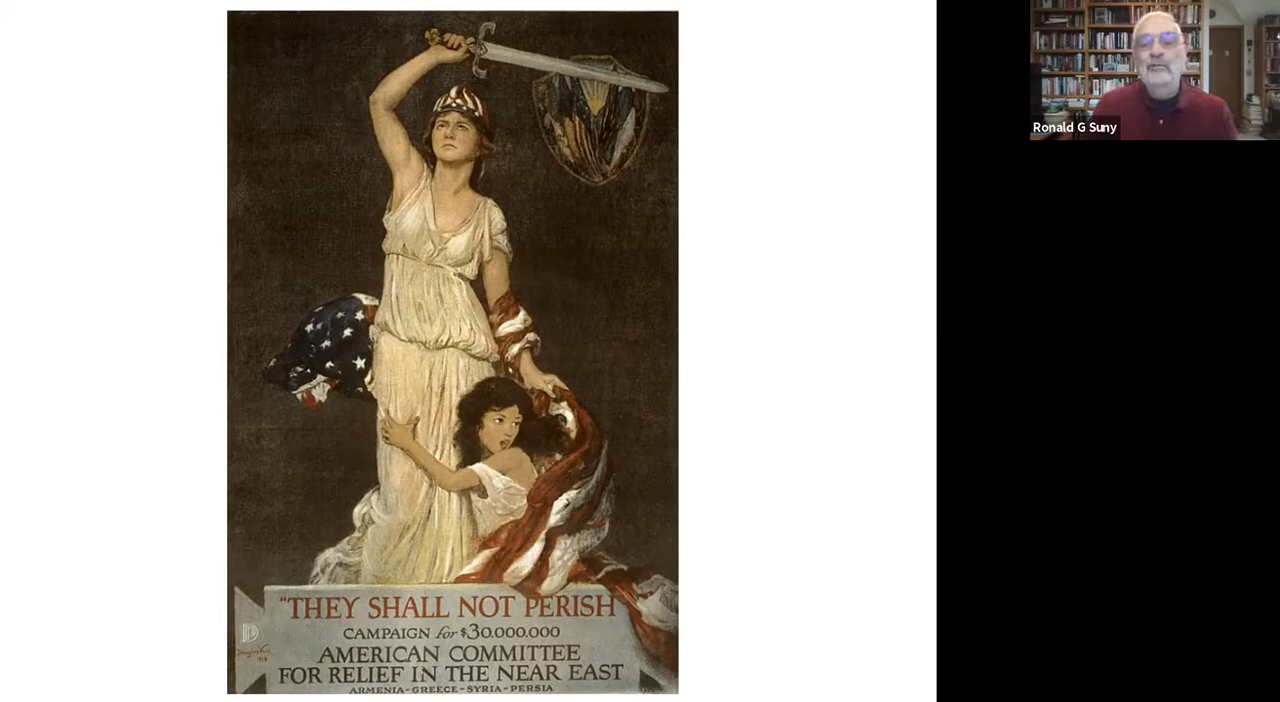 Ronald G Suny
"THEY SHALL NOT PERISH
CAMPAIGN for $30.000.000
AMERICAN COMMITTEE
FOR RELIEF IN THE NEAR EAST
ARMENIA-GREECE-SYRIA-PERSIA
1918